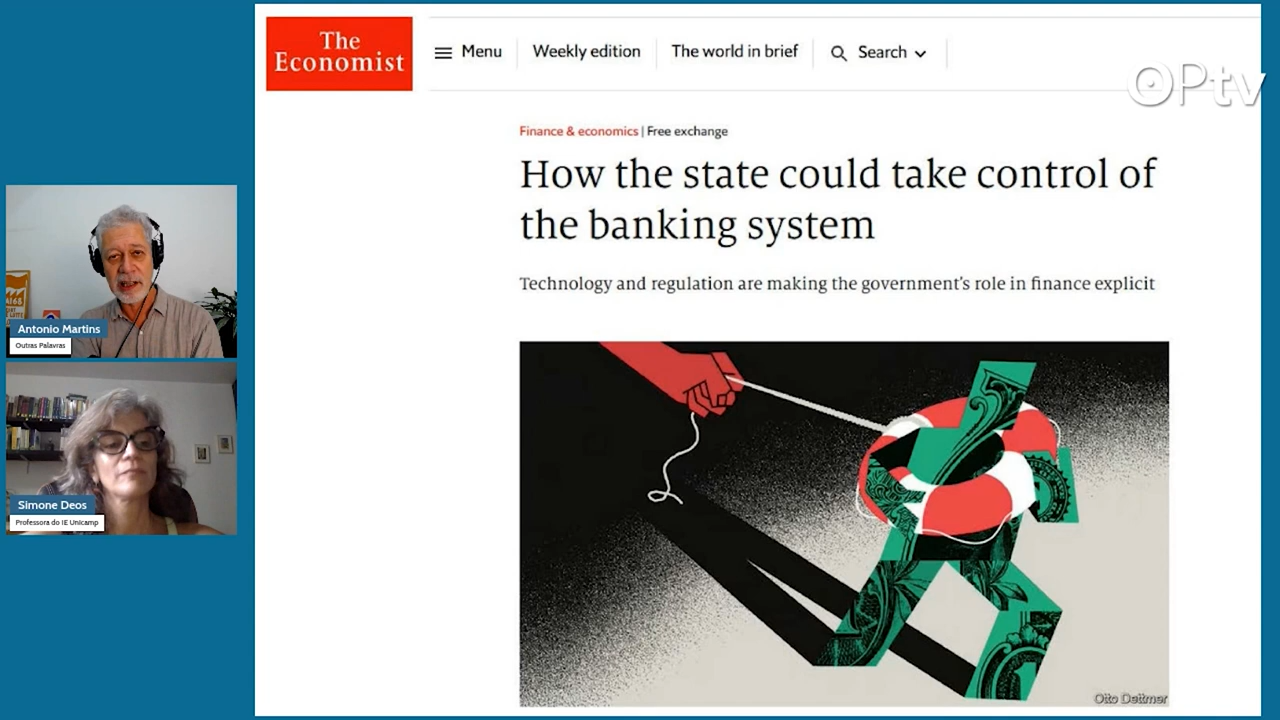 The
Economist
Menu
Weekly edition
The world in brief
Search
OPtv
Finance & economics | Free exchange
How the state could take control of
the banking system
Technology and regulation are making the government's role in finance explicit
Antonio Martins
Outras Palavras
Simone Deos
Professora do IE Unicamp
Otto Dettmer